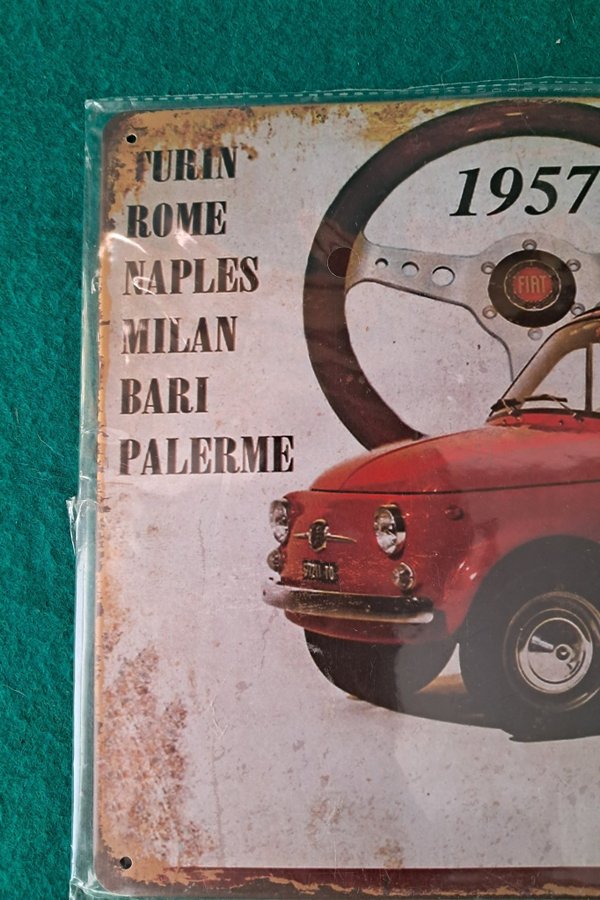 TURIN
ROME
NAPLES
MILAN
BARI
PALERME
1957
FIAT